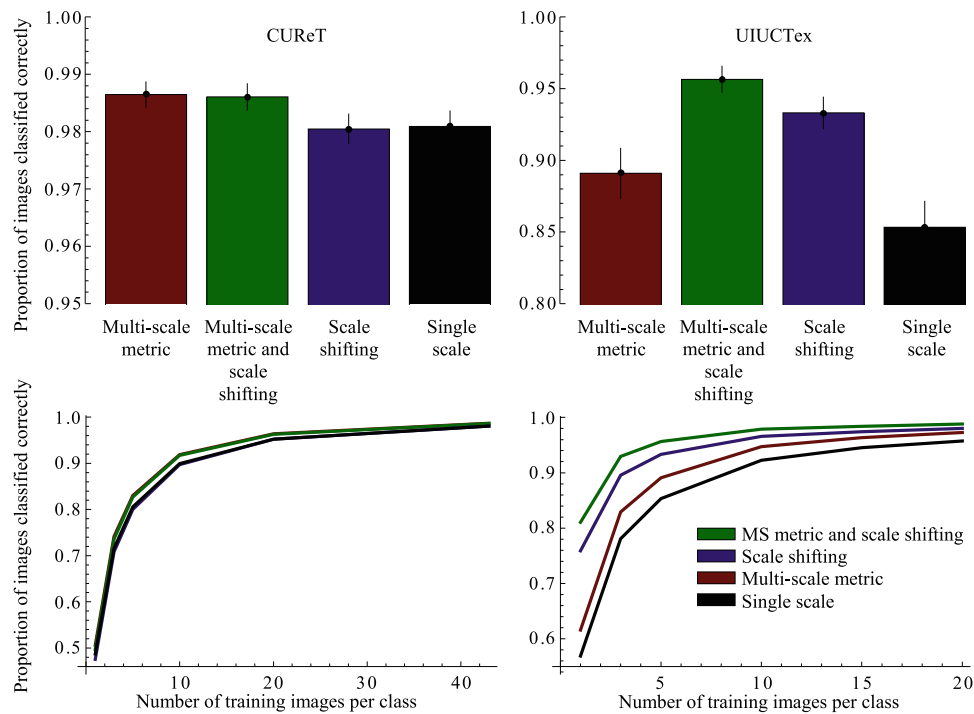 CUReT
Proportion of images classified correctly
1.00
0.99
0.98
0.97
0.96
0.95
Multi-scale
metric
Multi-scale
metric and
scale
shifting
Scale
shifting
Single
scale
UIUCTex
1.00
0.95
0.90
0.85
0.80
Multi-scale
metric
Multi-scale
metric and
scale
shifting
Scale
shifting
Single
scale
Proportion of images classified correctly
1.0
0.9
0.8
0.7
0.6
0.5
10 20 30 40
Number of training images per class
1.0
0.9
0.8
0.7
0.6
MS metric and scale shifting
Scale shifting
Multi-scale metric
Single scale
5 10 15 20
Number of training images per class